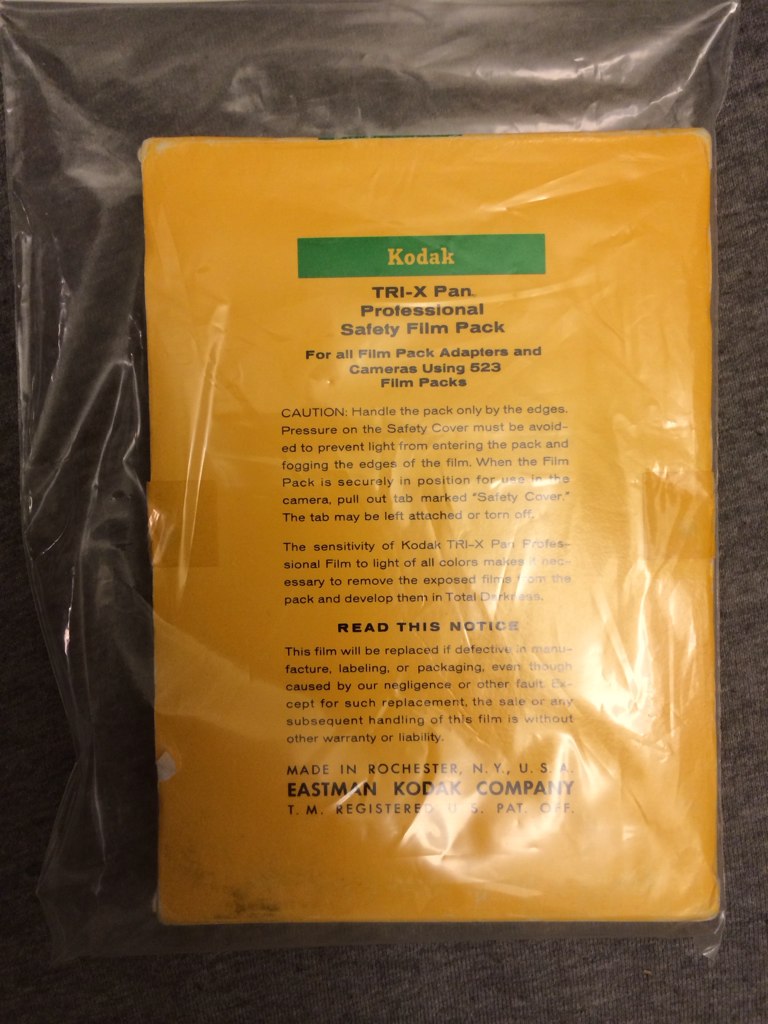 Kodak
TRI-X Pan
Professional
Safety Film Pack
For all Film Pack Adapters and
Cameras Using 523
Film Packs
CAUTION: Handle the pack only by the edges.
Pressure on the Safety Cover must be avoid-
ed to prevent light from entering the pack and
fogging the edges of the film. When the Film
Pack is securely in position for use in the
camera, pull out tab marked "Safety Cover."
The tab may be left attached or torn off.
The sensitivity of Kodak TRI-X Pan Profes-
sional Film to light of all colors makes it nec-
essary to remove the exposed films from the
pack and develop them in Total Darkness.
READ THIS NOTICE
This film will be replaced if defective in manu-
facture, labeling, or packaging, even though
caused by our negligence or other fault. Ex-
cept for such replacement, the sale or any
subsequent handling of this film is without
other warranty or liability.
MADE IN ROCHESTER, N. Y., U. S. A.
EASTMAN KODAK COMPANY
T. M. REGISTERED U. S. PAT. OFF.